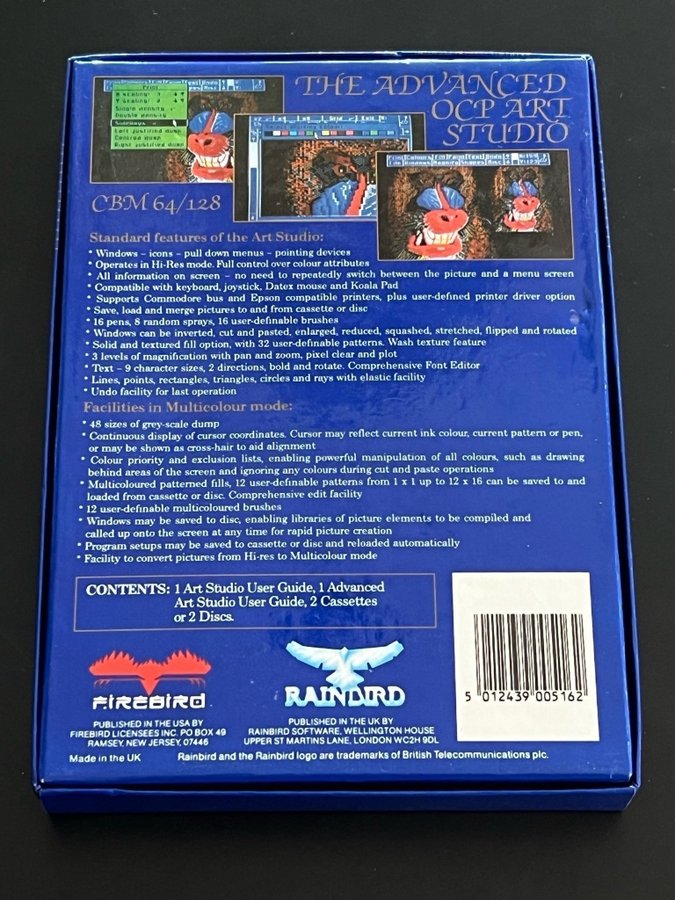 THE ADVANCED
OCP ART
STUDIO
Print
Double density
Sideways
Left justified dump
Centred dump
Right justified dump
CBM 64/128
Standard features of the Art Studio:
* Windows – icons – pull down menus – pointing devices
* Operates in Hi-Res mode. Full control over colour attributes
* All information on screen – no need to repeatedly switch between the picture and a menu screen
* Compatible with keyboard, joystick, Datex mouse and Koala Pad
* Supports Commodore bus and Epson compatible printers, plus user-defined printer driver option
* Save, load and merge pictures to and from cassette or disc
* 16 pens, 8 random sprays, 16 user-definable brushes
* Windows can be inverted, cut and pasted, enlarged, reduced, squashed, stretched, flipped and rotated
* Solid and textured fill option, with 32 user-definable patterns. Wash texture feature
* 3 levels of magnification with pan and zoom, pixel clear and plot
* Text – 9 character sizes, 2 directions, bold and rotate. Comprehensive Font Editor
* Lines, points, rectangles, triangles, circles and rays with elastic facility
* Undo facility for last operation
Facilities in Multicolour mode:
* 48 sizes of grey-scale dump
* Continuous display of cursor coordinates. Cursor may reflect current ink colour, current pattern or pen,
or may be shown as cross-hair to aid alignment
* Colour priority and exclusion lists, enabling powerful manipulation of all colours, such as drawing
behind areas of the screen and ignoring any colours during cut and paste operations
* Multicoloured patterned fills, 12 user-definable patterns from 1 x 1 up to 12 x 16 can be saved to and
loaded from cassette or disc. Comprehensive edit facility
* 12 user-definable multicoloured brushes
* Windows may be saved to disc, enabling libraries of picture elements to be compiled and
called up onto the screen at any time for rapid picture creation
* Program setups may be saved to cassette or disc and reloaded automatically
* Facility to convert pictures from Hi-res to Multicolour mode
CONTENTS: 1 Art Studio User Guide, 1 Advanced
Art Studio User Guide, 2 Cassettes
or 2 Discs.
FIREBIRD
RAINBIRD
5 012439 005162
PUBLISHED IN THE USA BY
FIREBIRD LICENSEES INC. PO BOX 49
RAMSEY, NEW JERSEY, 07446
PUBLISHED IN THE UK BY
RAINBIRD SOFTWARE, WELLINGTON HOUSE
UPPER ST MARTINS LANE, LONDON WC2H 9DL
Made in the UK
Rainbird and the Rainbird logo are trademarks of British Telecommunications plc.